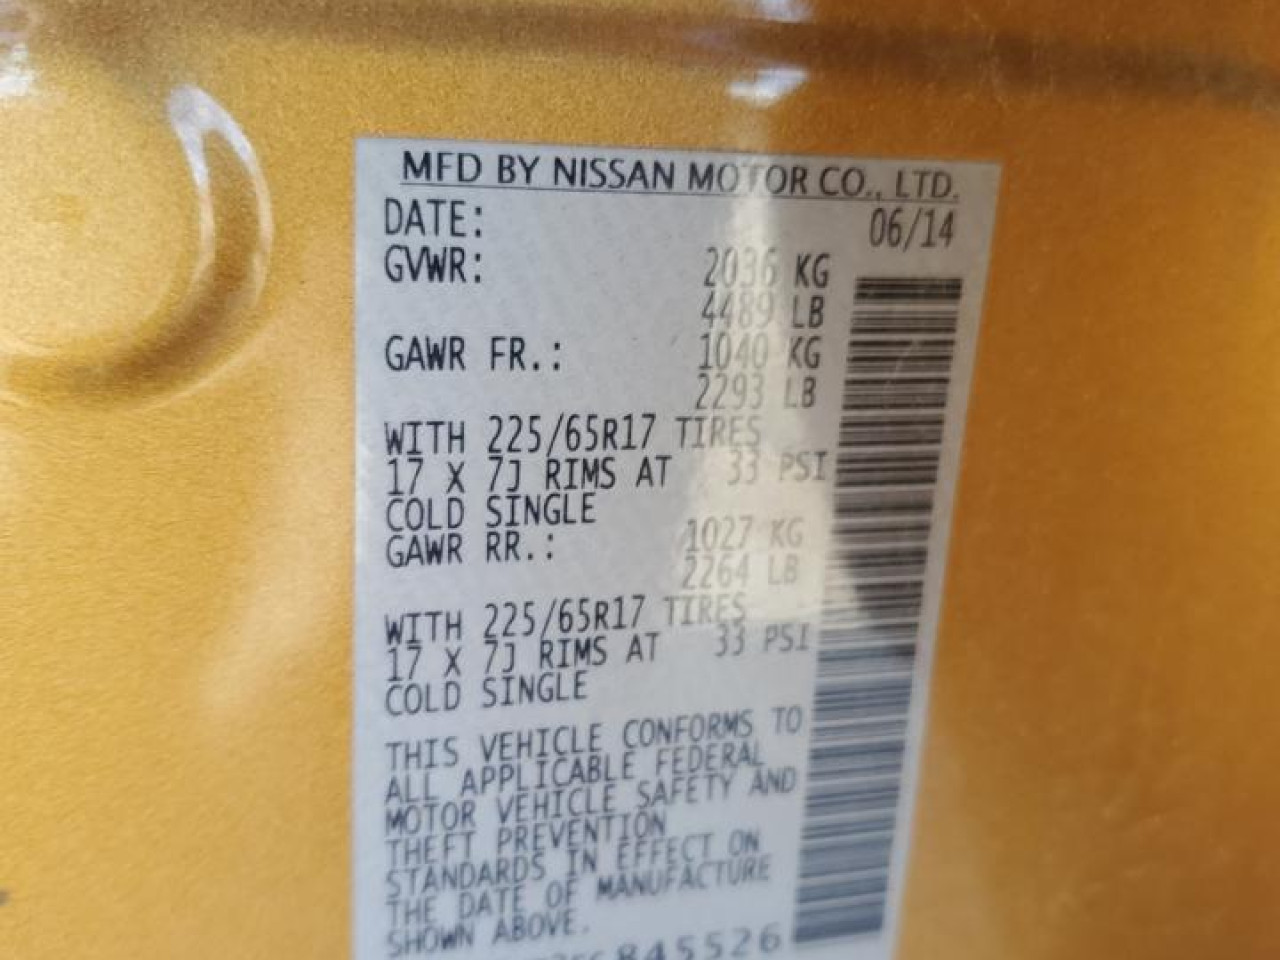 MFD BY NISSAN MOTOR CO., LTD.
DATE: 06/14
GVWR: 2036 KG
4489 LB
GAWR FR.: 1040 KG
2293 LB
WITH 225/65R17 TIRES
17 X 7J RIMS AT 33 PSI
COLD SINGLE
GAWR RR.: 1027 KG
2264 LB
WITH 225/65R17 TIRES
17 X 7J RIMS AT 33 PSI
COLD SINGLE
THIS VEHICLE CONFORMS TO
ALL APPLICABLE FEDERAL
MOTOR VEHICLE SAFETY AND
THEFT PREVENTION
STANDARDS IN EFFECT ON
THE DATE OF MANUFACTURE
SHOWN ABOVE.
845526